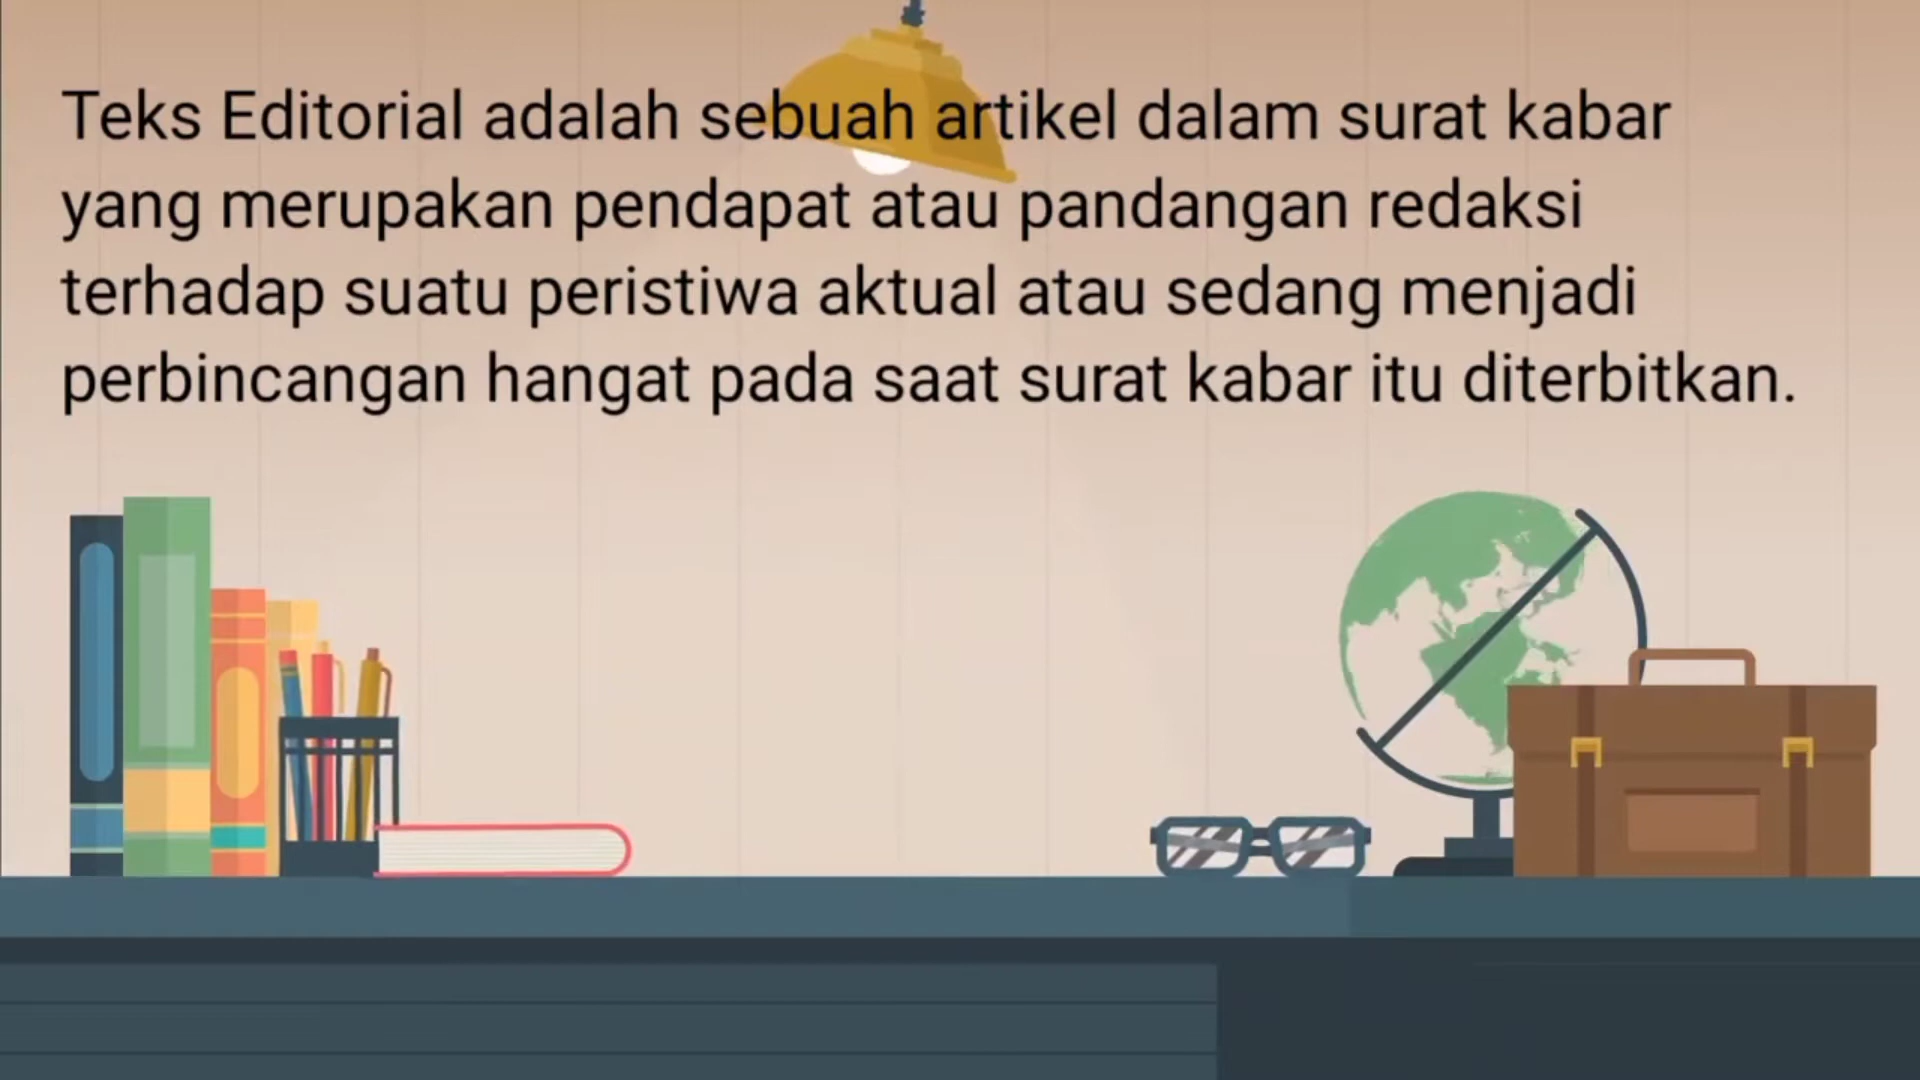 Teks Editorial adalah sebuah artikel dalam surat kabar
yang merupakan pendapat atau pandangan redaksi
terhadap suatu peristiwa aktual atau sedang menjadi
perbincangan hangat pada saat surat kabar itu diterbitkan.